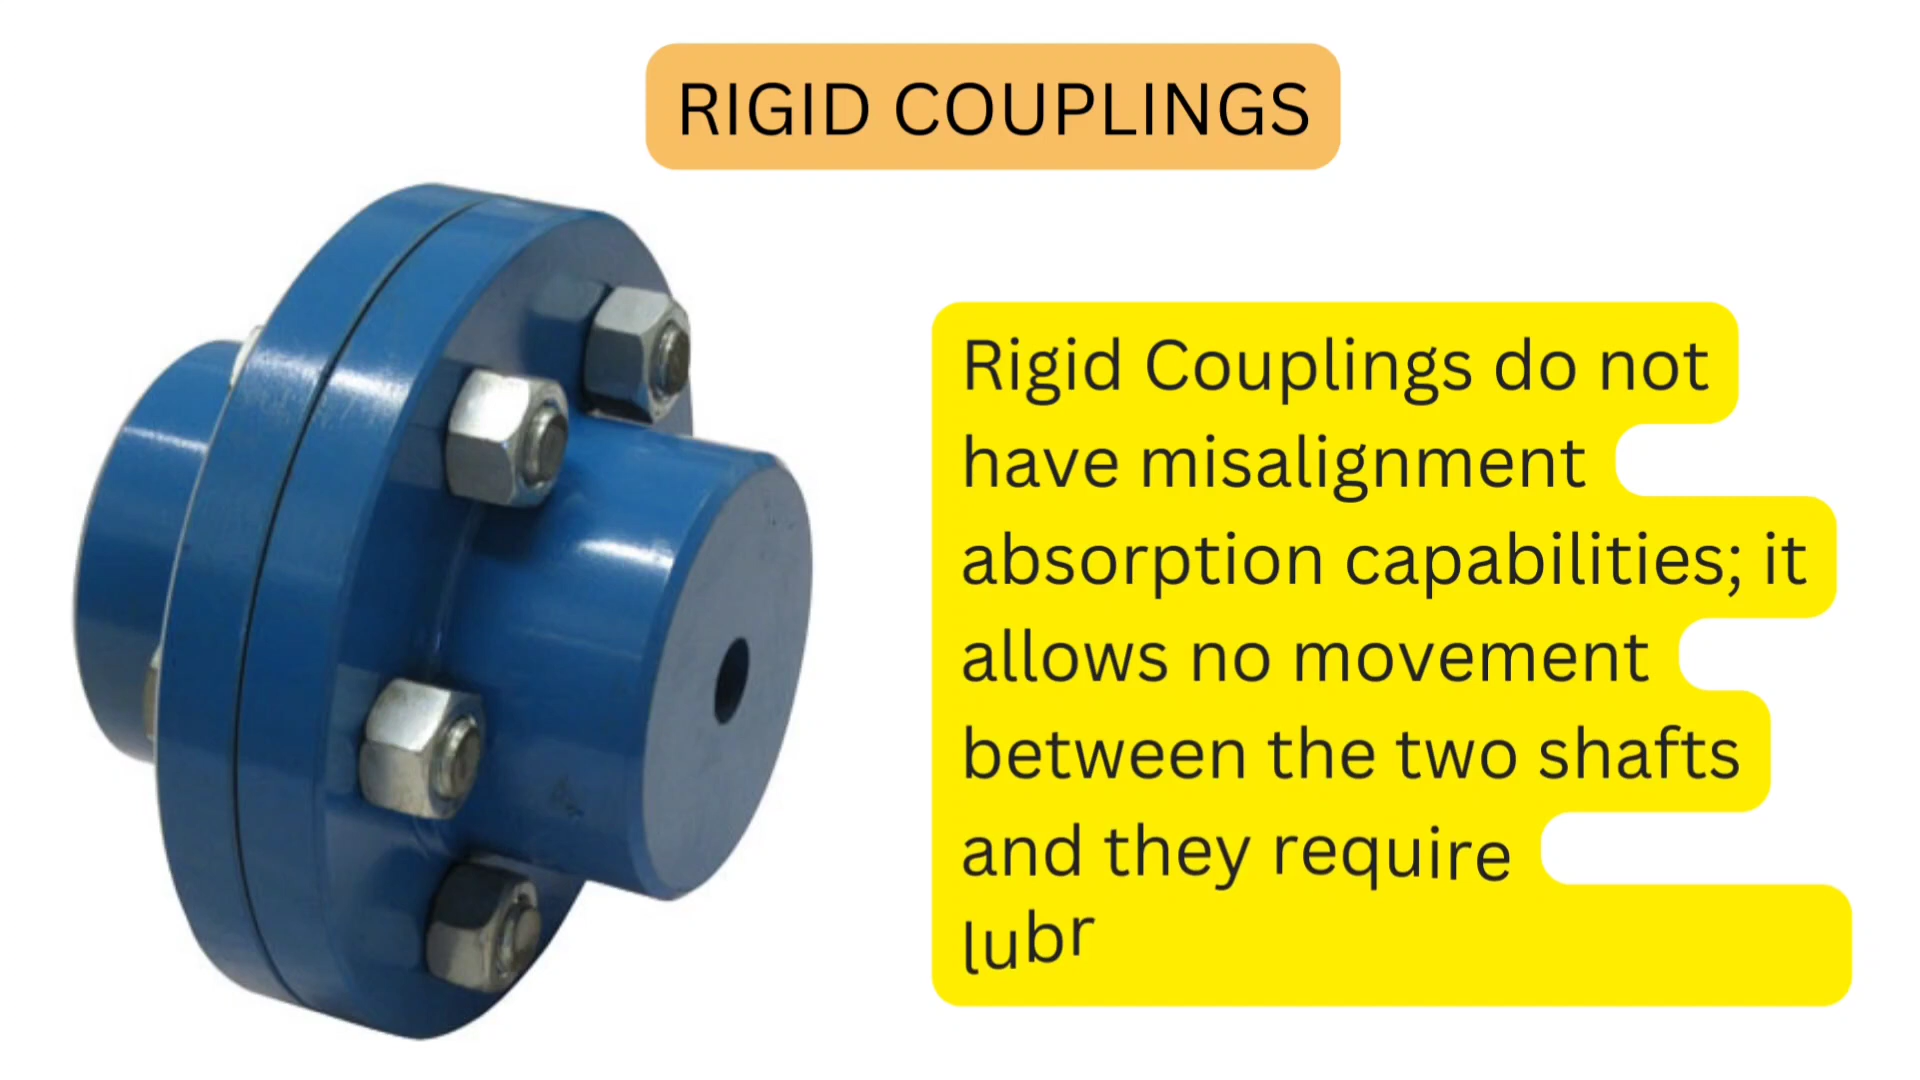 RIGID COUPLINGS
Rigid Couplings do not
have misalignment
absorption capabilities; it
allows no movement
between the two shafts
and they require
lubr